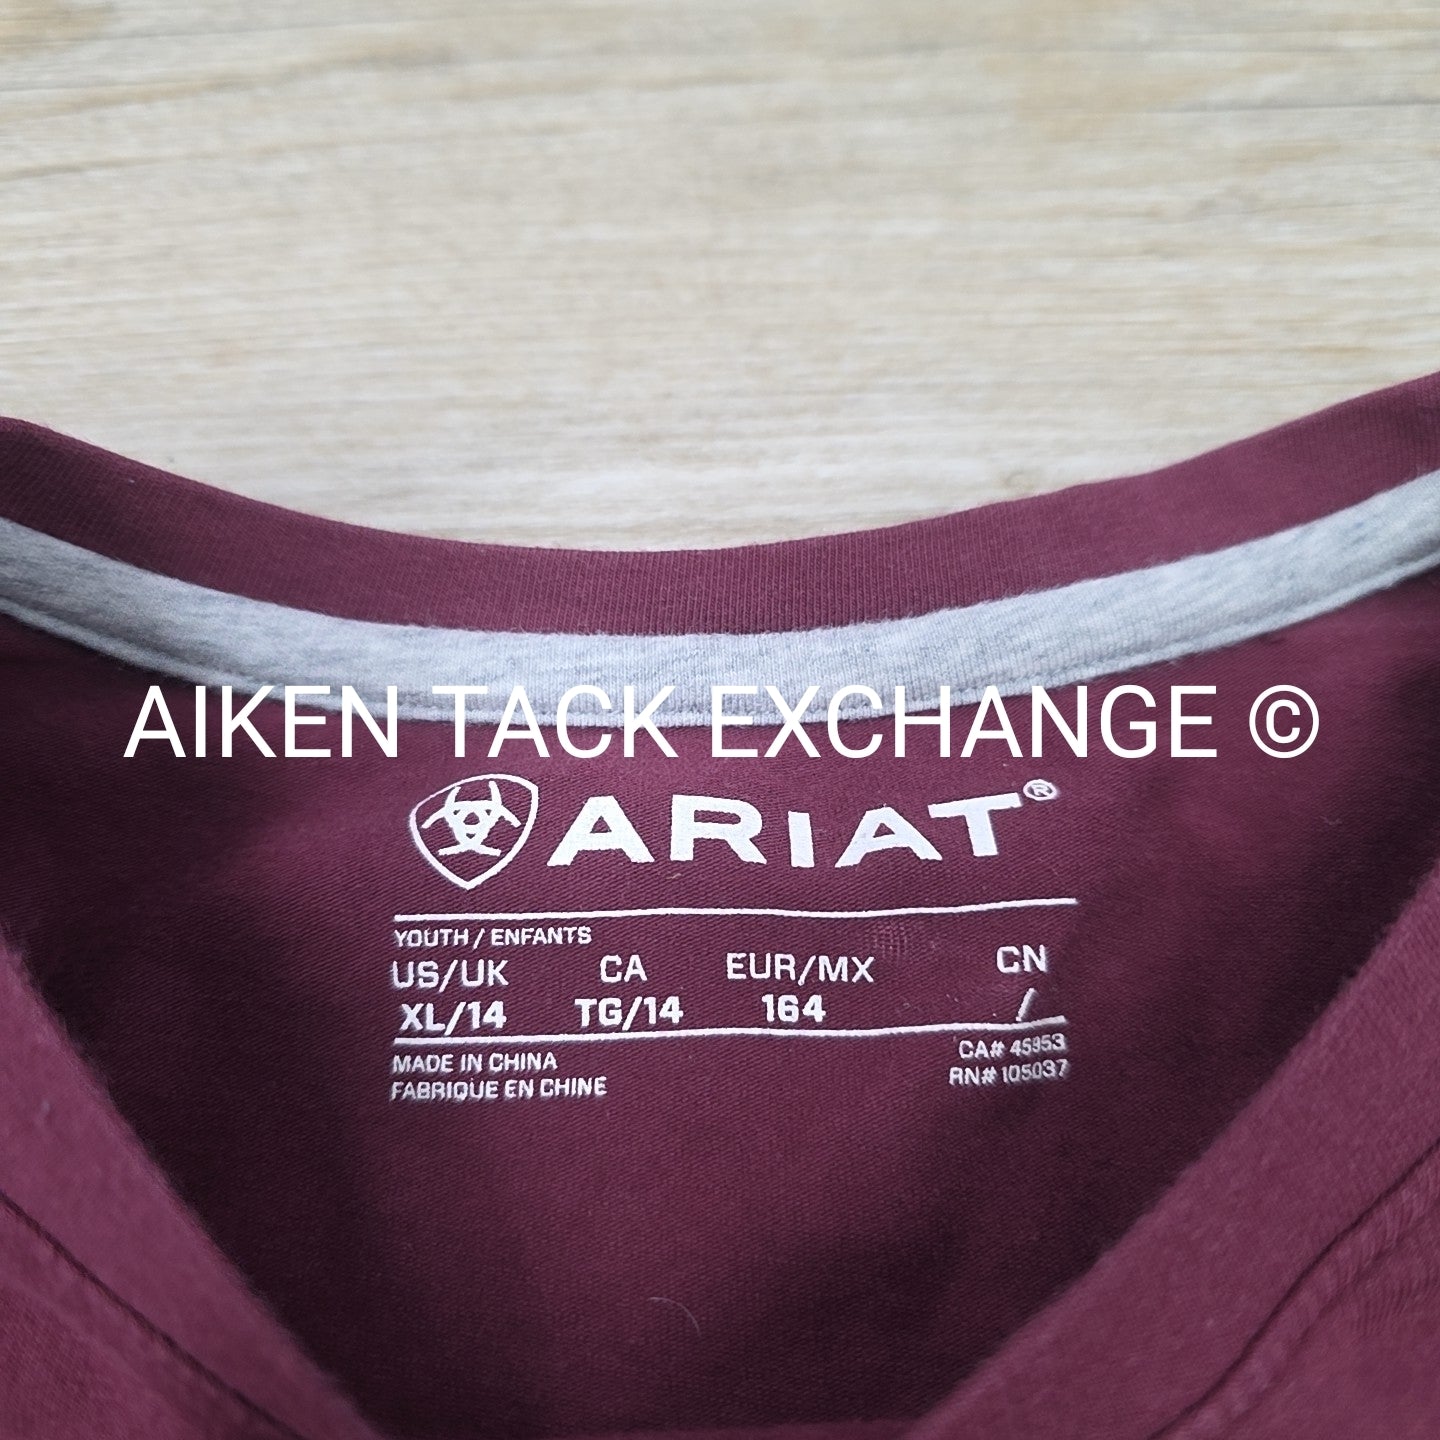 AIKEN TACK EXCHANGE ©
ARIAT®
YOUTH / ENFANTS
US/UK CA EUR/MX CN
XL/14 TG/14 164 /
MADE IN CHINA CA# 45953
FABRIQUE EN CHINE RN# 105037